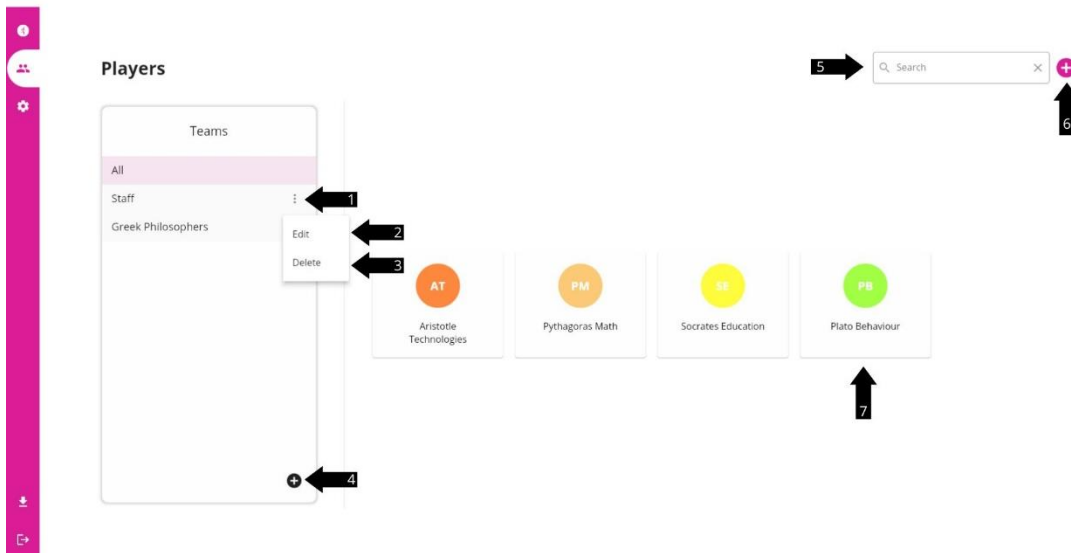 Players
5
Search
6
Teams
All
Staff
1
Greek Philosophers
Edit
2
Delete
3
AT
PM
SE
PB
Aristotle
Technologies
Pythagoras Math
Socrates Education
Plato Behaviour
7
4